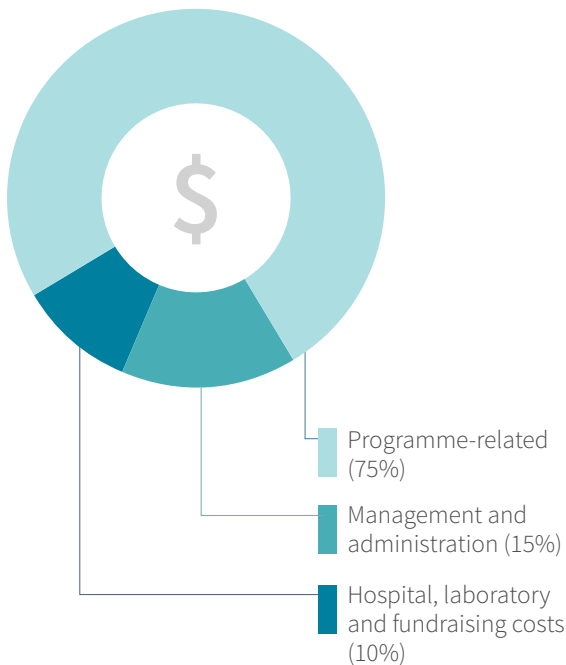 $
Programme-related
(75%)
Management and
administration (15%)
Hospital, laboratory
and fundraising costs
(10%)